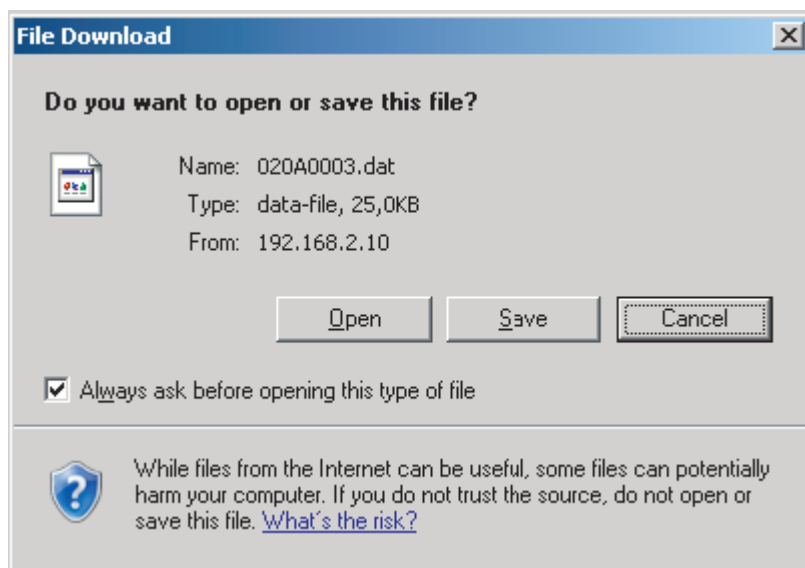 File Download
Do you want to open or save this file?
Name: 020A0003.dat
Type: data-file, 25,0KB
From: 192.168.2.10
Open Save Cancel
Always ask before opening this type of file
While files from the Internet can be useful, some files can potentially
harm your computer. If you do not trust the source, do not open or
save this file. What's the risk?